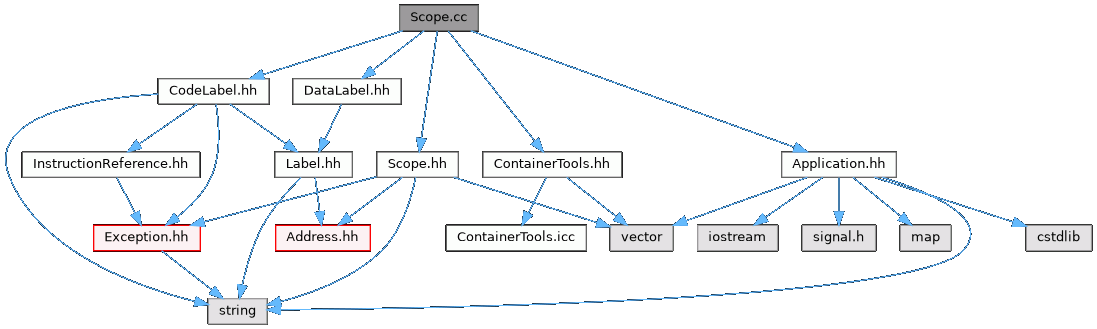 Scope.cc
CodeLabel.hh
DataLabel.hh
InstructionReference.hh
Label.hh
Scope.hh
ContainerTools.hh
Application.hh
Exception.hh
Address.hh
ContainerTools.icc
vector
iostream
signal.h
map
cstdlib
string